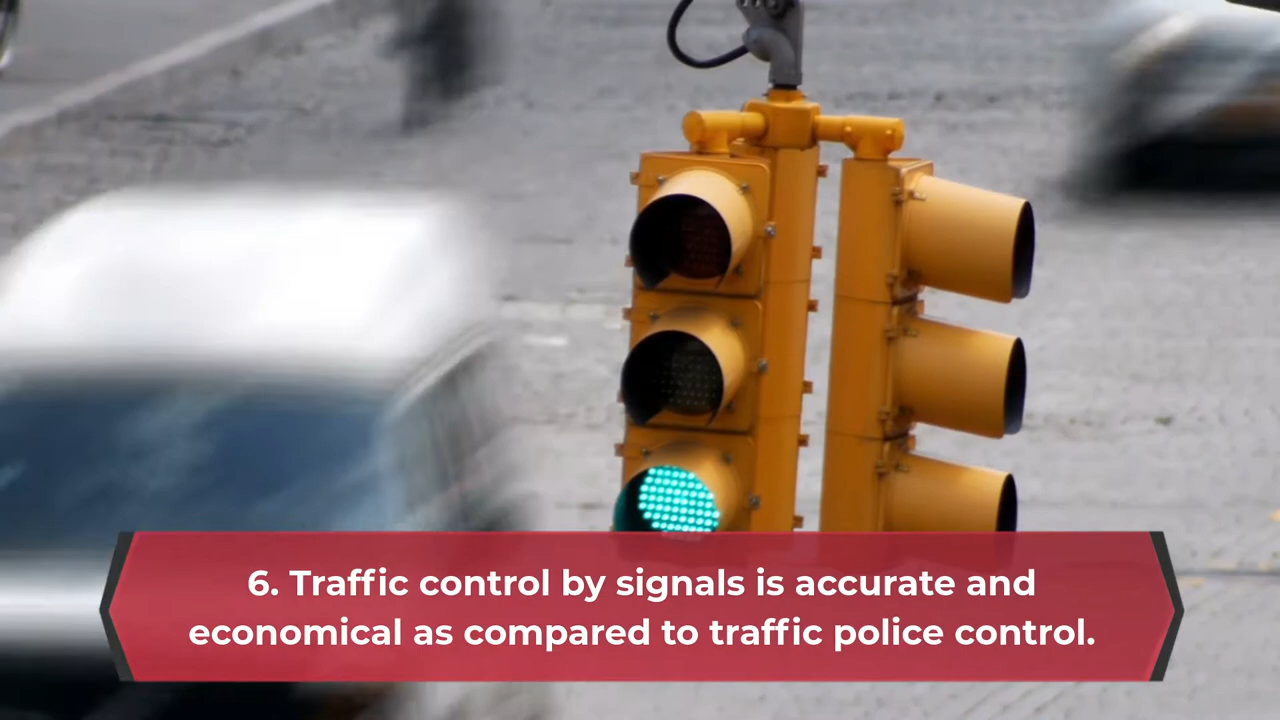 6. Traffic control by signals is accurate and
economical as compared to traffic police control.